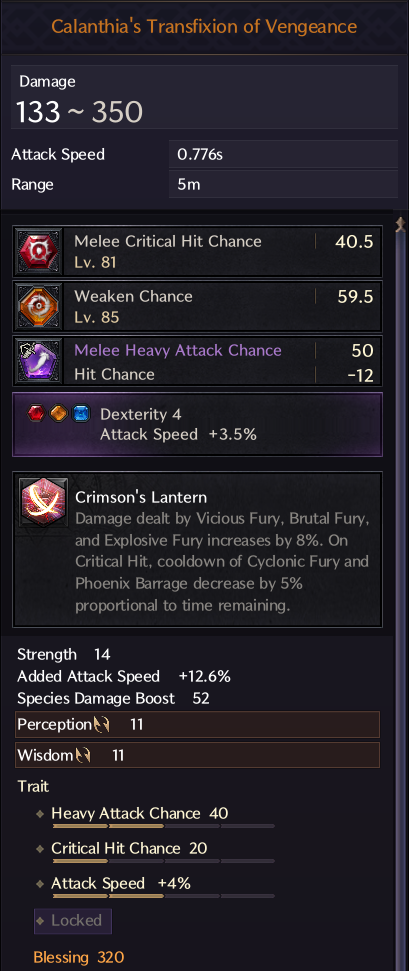 Calanthia's Transfixion of Vengeance
Damage
133 ~ 350
Attack Speed 0.776s
Range 5m
Melee Critical Hit Chance 40.5
Lv. 81
Weaken Chance 59.5
Lv. 85
Melee Heavy Attack Chance 50
Hit Chance -12
Dexterity 4
Attack Speed +3.5%
Crimson's Lantern
Damage dealt by Vicious Fury, Brutal Fury,
and Explosive Fury increases by 8%. On
Critical Hit, cooldown of Cyclonic Fury and
Phoenix Barrage decrease by 5%
proportional to time remaining.
Strength 14
Added Attack Speed +12.6%
Species Damage Boost 52
Perception 11
Wisdom 11
Trait
Heavy Attack Chance 40
Critical Hit Chance 20
Attack Speed +4%
Locked
Blessing 320